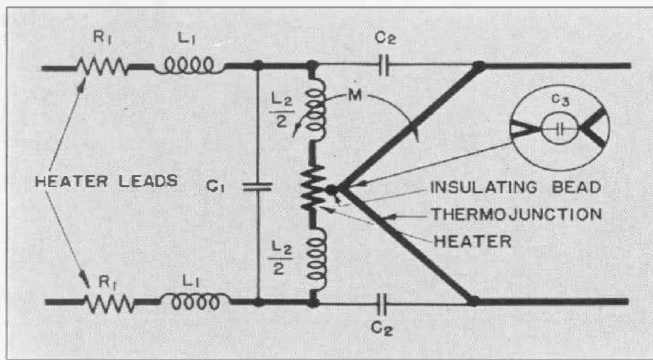 R1 L1 C2
L2/2 M
C3
HEATER LEADS C1
INSULATING BEAD
THERMOJUNCTION
HEATER
L2/2
R1 L1
C2